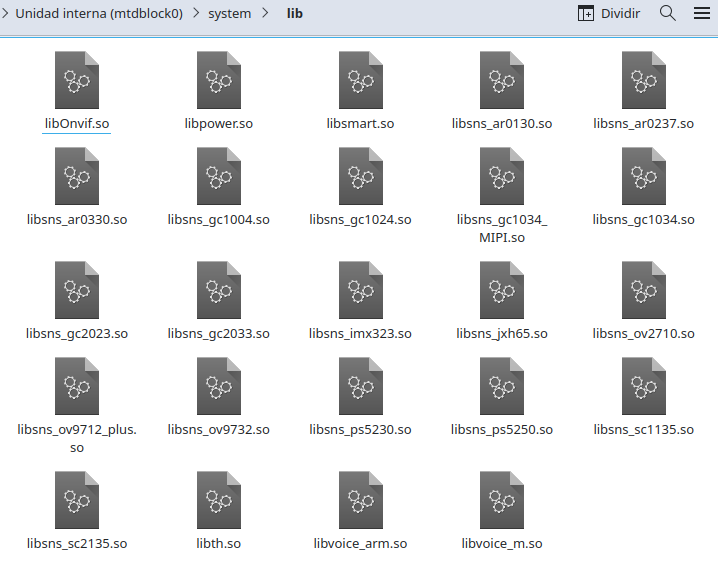 Unidad interna (mtdblock0) > system > lib
Dividir
libOnvif.so
libpower.so
libsmart.so
libsns_ar0130.so
libsns_ar0237.so
libsns_ar0330.so
libsns_gc1004.so
libsns_gc1024.so
libsns_gc1034_
MIPI.so
libsns_gc1034.so
libsns_gc2023.so
libsns_gc2033.so
libsns_imx323.so
libsns_jxh65.so
libsns_ov2710.so
libsns_ov9712_plus.
so
libsns_ov9732.so
libsns_ps5230.so
libsns_ps5250.so
libsns_sc1135.so
libsns_sc2135.so
libth.so
libvoice_arm.so
libvoice_m.so